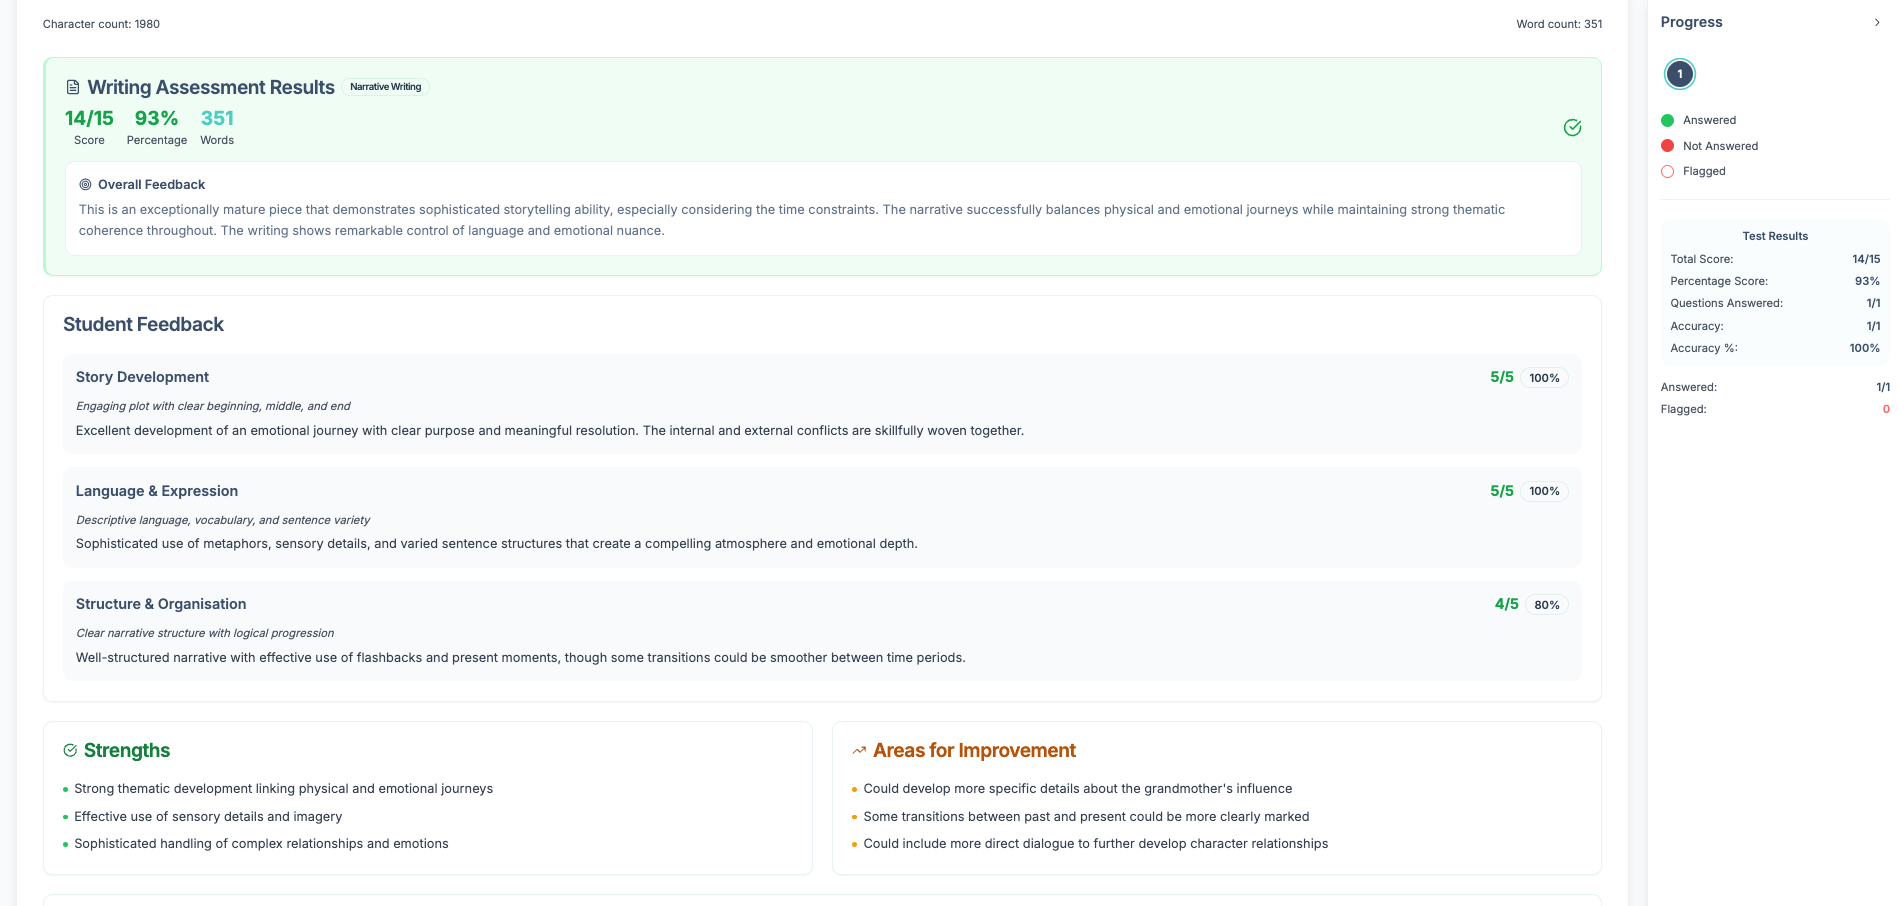 Character count: 1980
Word count: 351
Writing Assessment Results
Narrative Writing
14/15
93%
351
Score
Percentage
Words
Overall Feedback
This is an exceptionally mature piece that demonstrates sophisticated storytelling ability, especially considering the time constraints. The narrative successfully balances physical and emotional journeys while maintaining strong thematic
coherence throughout. The writing shows remarkable control of language and emotional nuance.
Student Feedback
Story Development
5/5
100%
Engaging plot with clear beginning, middle, and end
Excellent development of an emotional journey with clear purpose and meaningful resolution. The internal and external conflicts are skillfully woven together.
Language & Expression
5/5
100%
Descriptive language, vocabulary, and sentence variety
Sophisticated use of metaphors, sensory details, and varied sentence structures that create a compelling atmosphere and emotional depth.
Structure & Organisation
4/5
80%
Clear narrative structure with logical progression
Well-structured narrative with effective use of flashbacks and present moments, though some transitions could be smoother between time periods.
Strengths
Strong thematic development linking physical and emotional journeys
Effective use of sensory details and imagery
Sophisticated handling of complex relationships and emotions
Areas for Improvement
Could develop more specific details about the grandmother's influence
Some transitions between past and present could be more clearly marked
Could include more direct dialogue to further develop character relationships
Progress
1
Answered
Not Answered
Flagged
Test Results
Total Score: 14/15
Percentage Score: 93%
Questions Answered: 1/1
Accuracy: 1/1
Accuracy %: 100%
Answered: 1/1
Flagged: 0